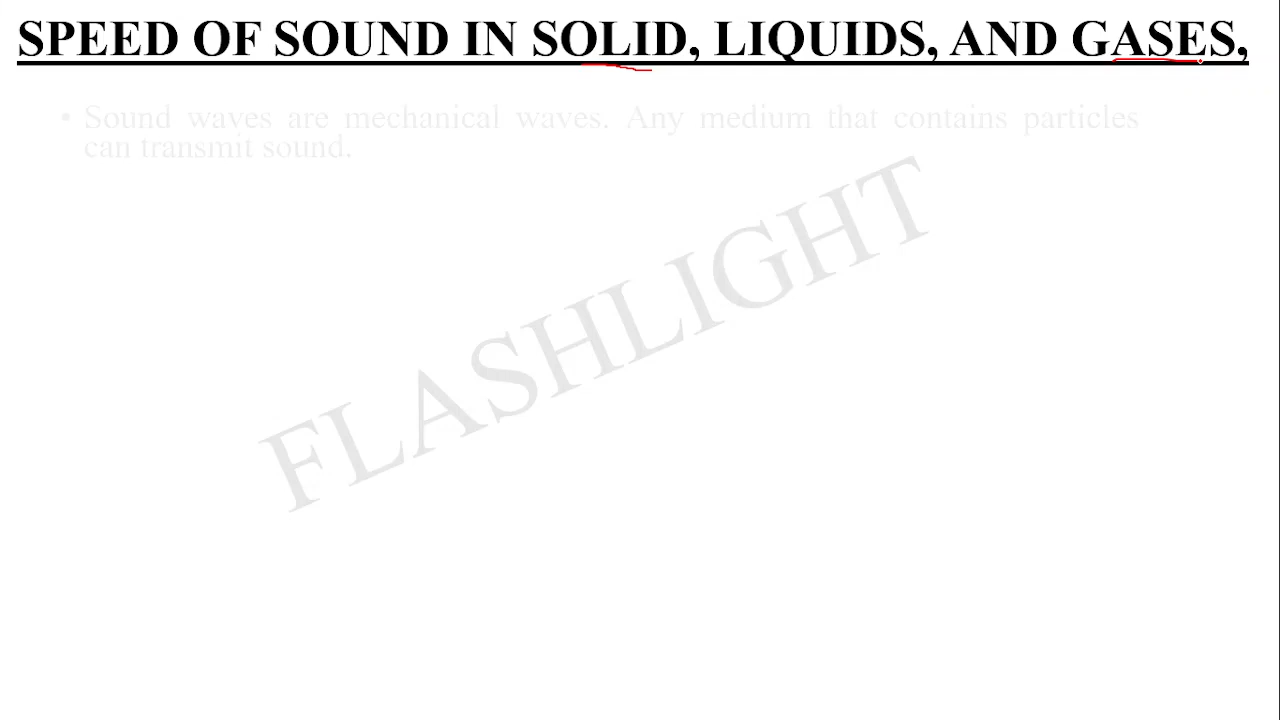 SPEED OF SOUND IN SOLID, LIQUIDS, AND GASES,
• Sound waves are mechanical waves. Any medium that contains particles
can transmit sound.
FLASHLIGHT